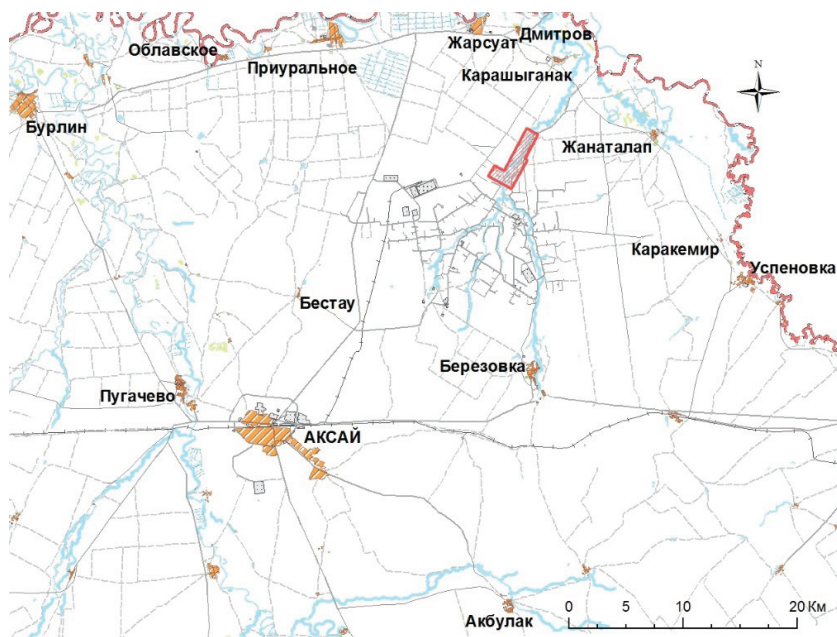 Облавское
Жарсуат
Дмитров
Приуральное
Карашыганак
N
Бурлин
Жанаталап
Каракемир
Успеновка
Бестау
Березовка
Пугачево
АКСАЙ
Акбулак
0 5 10 20 Км